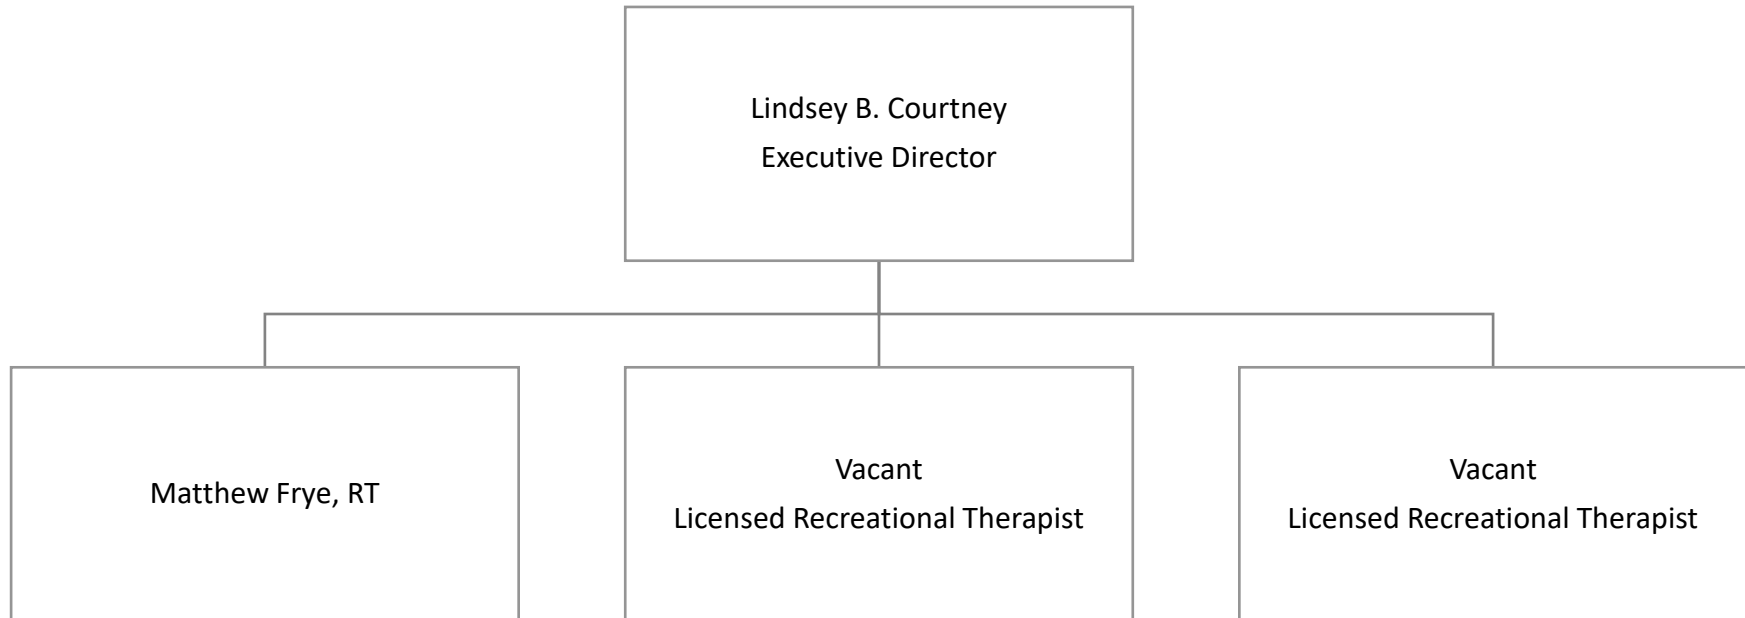 Lindsey B. Courtney
Executive Director
Matthew Frye, RT
Vacant
Licensed Recreational Therapist
Vacant
Licensed Recreational Therapist